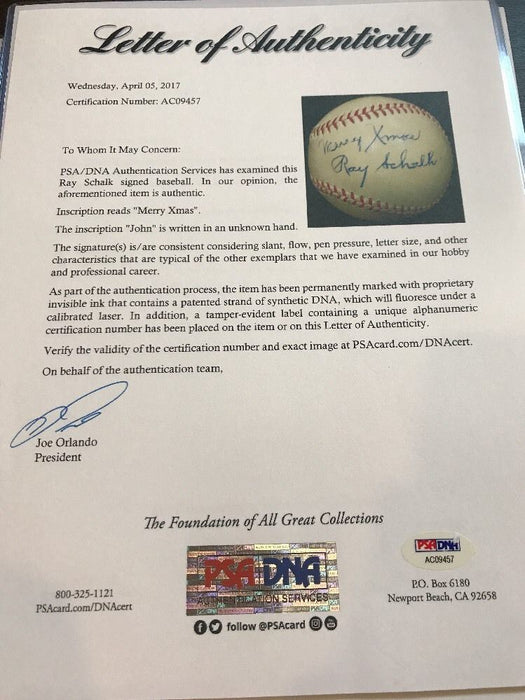 Letter of Authenticity
Wednesday, April 05, 2017
Certification Number: AC09457
To Whom It May Concern:
PSA/DNA Authentication Services has examined this
Ray Schalk signed baseball. In our opinion, the
aforementioned item is authentic.
Inscription reads "Merry Xmas".
The inscription "John" is written in an unknown hand.
Merry Xmas
Ray Schalk
The signature(s) is/are consistent considering slant, flow, pen pressure, letter size, and other
characteristics that are typical of the other exemplars that we have examined in our hobby
and professional career.
As part of the authentication process, the item has been permanently marked with proprietary
invisible ink that contains a patented strand of synthetic DNA, which will fluoresce under a
calibrated laser. In addition, a tamper-evident label containing a unique alphanumeric
certification number has been placed on the item or on this Letter of Authenticity.
Verify the validity of the certification number and exact image at PSAcard.com/DNAcert.
On behalf of the authentication team,
Joe Orlando
President
The Foundation of All Great Collections
PSA DNA
AUTHENTICATION SERVICES
follow @PSAcard
800-325-1121
PSAcard.com/DNAcert
PSA DNA
AC09457
P.O. Box 6180
Newport Beach, CA 92658